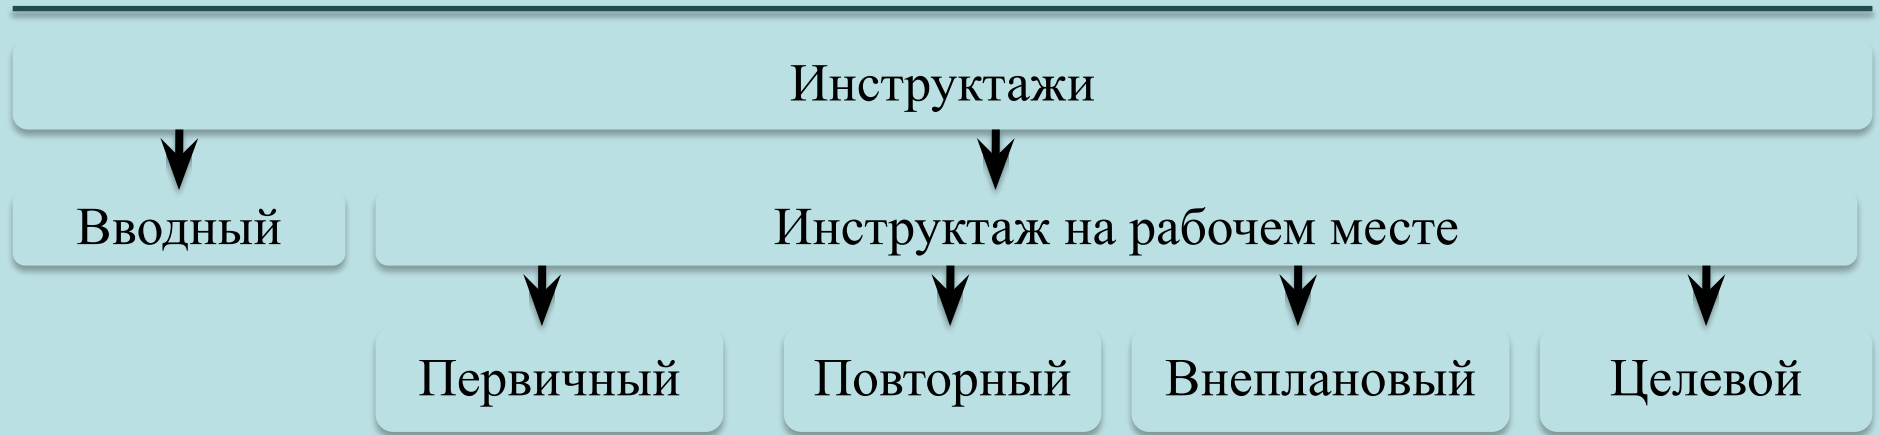 Инструктажи
Вводный
Инструктаж на рабочем месте
Первичный
Повторный
Внеплановый
Целевой